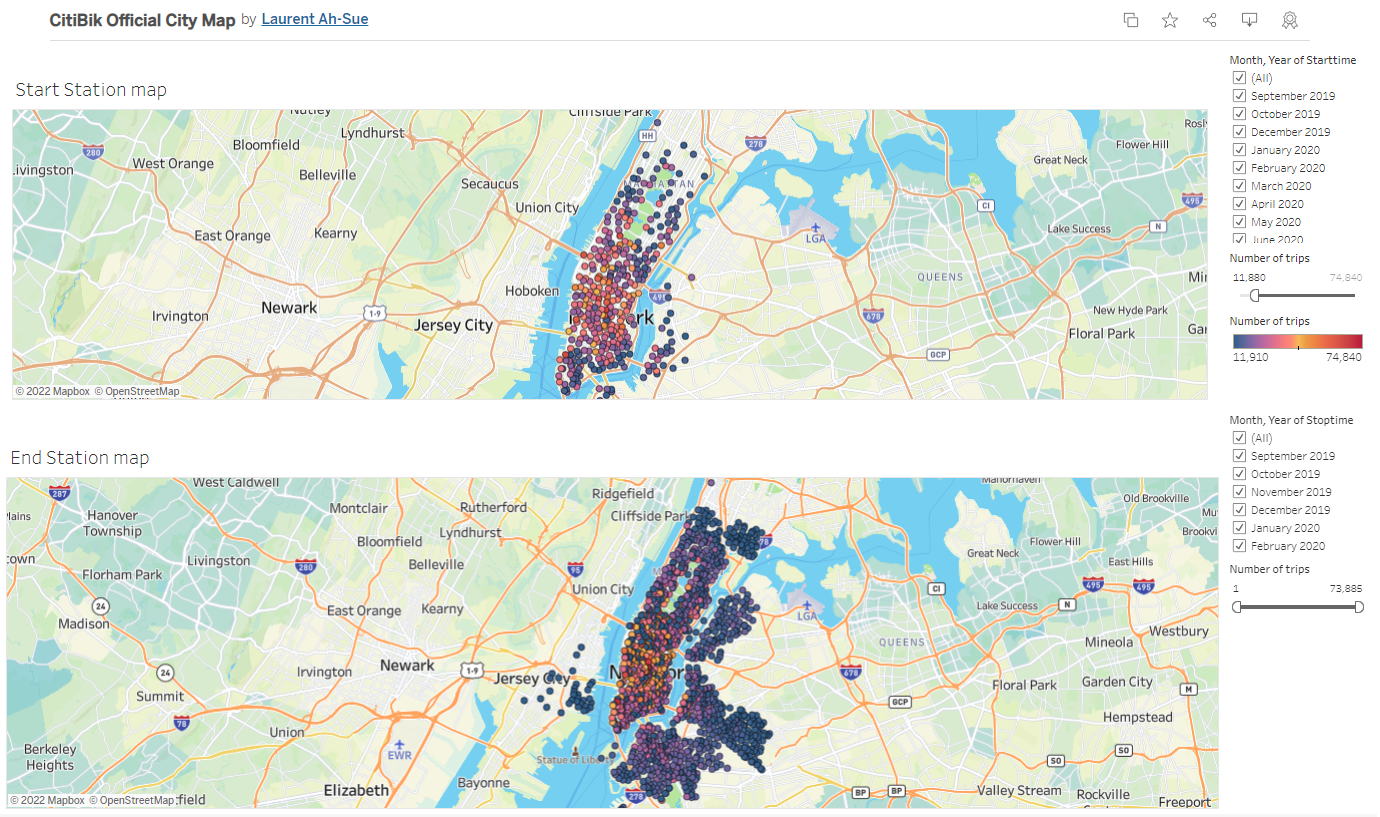 CitiBik Official City Map by Laurent Ah-Sue
Month, Year of Starttime
(All)
September 2019
October 2019
December 2019
January 2020
February 2020
March 2020
April 2020
May 2020
June 2020
Number of trips
11,880 74,840
Number of trips
11,910 74,840
Start Station map
Nutley
Cliffside Park
Lyndhurst
HH
278
Bloomfield
280
West Orange
Livingston
Belleville
Great Neck
Flower Hill
Secaucus
Union City
CI
495
East Orange
Kearny
LGA
Lake Success
N
QUEENS
Hoboken
Newark
1-9
Irvington
Jersey City
678
New Hyde Park
Floral Park
GCP
© 2022 Mapbox © OpenStreetMap
Month, Year of Stoptime
(All)
September 2019
October 2019
November 2019
December 2019
January 2020
February 2020
Number of trips
1 73,885
End Station map
West Caldwell
287
Ridgefield
Manorhaven
Old Brookville
Montclair
Rutherford
Hanover
Township
Cliffside Park
Lyndhurst
Bloomfield
Flower Hill
Livingston
280
Belleville
95
Great Neck
East Hills
Florham Park
Union City
CI
495
495
24
East Orange
Kearny
LGA
Lake Success
N
Madison
Westbury
QUEENS
Mineola
Newark
1-9
Irvington
Jersey City
678
24
Summit
Floral Park
Garden City
M
GCP
78
Union
Hempstead
Berkeley
Heights
EWR
Statue of Liberty
SO
SO
Bayonne
Elizabeth
278
BP
BP
Valley Stream
Rockville
Freeport
© 2022 Mapbox © OpenStreetMap